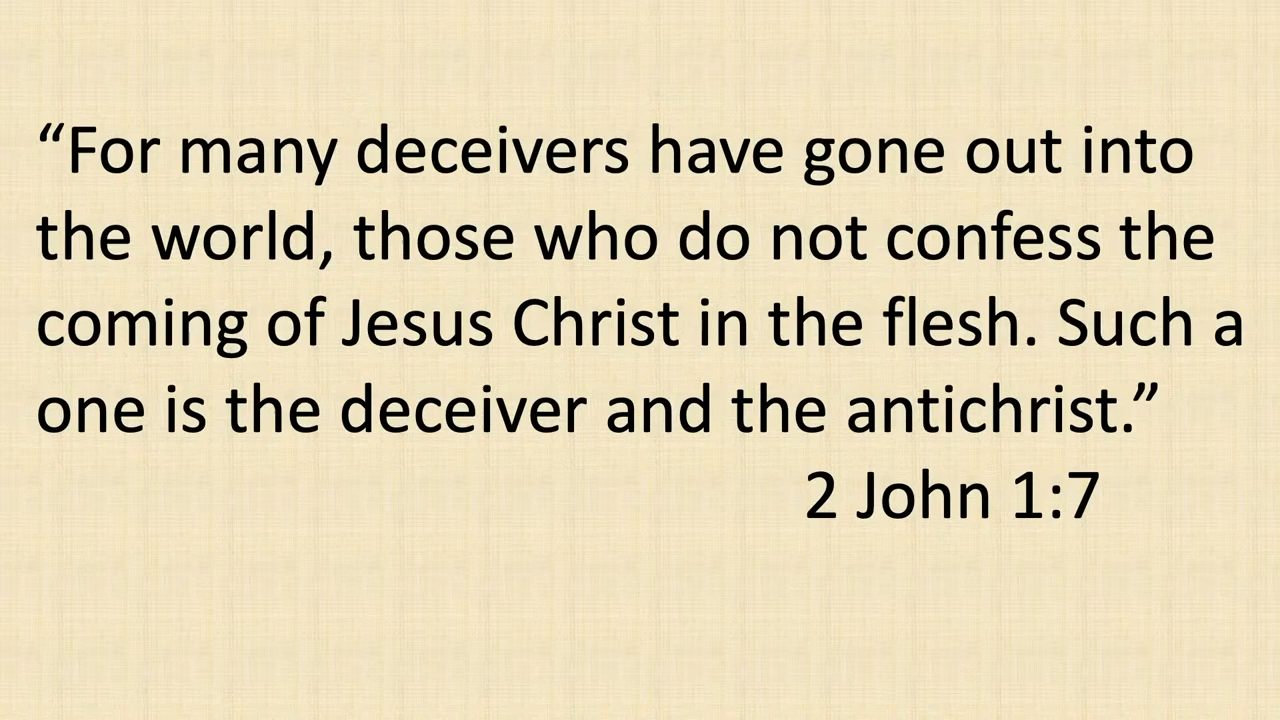 “For many deceivers have gone out into
the world, those who do not confess the
coming of Jesus Christ in the flesh. Such a
one is the deceiver and the antichrist.”
2 John 1:7